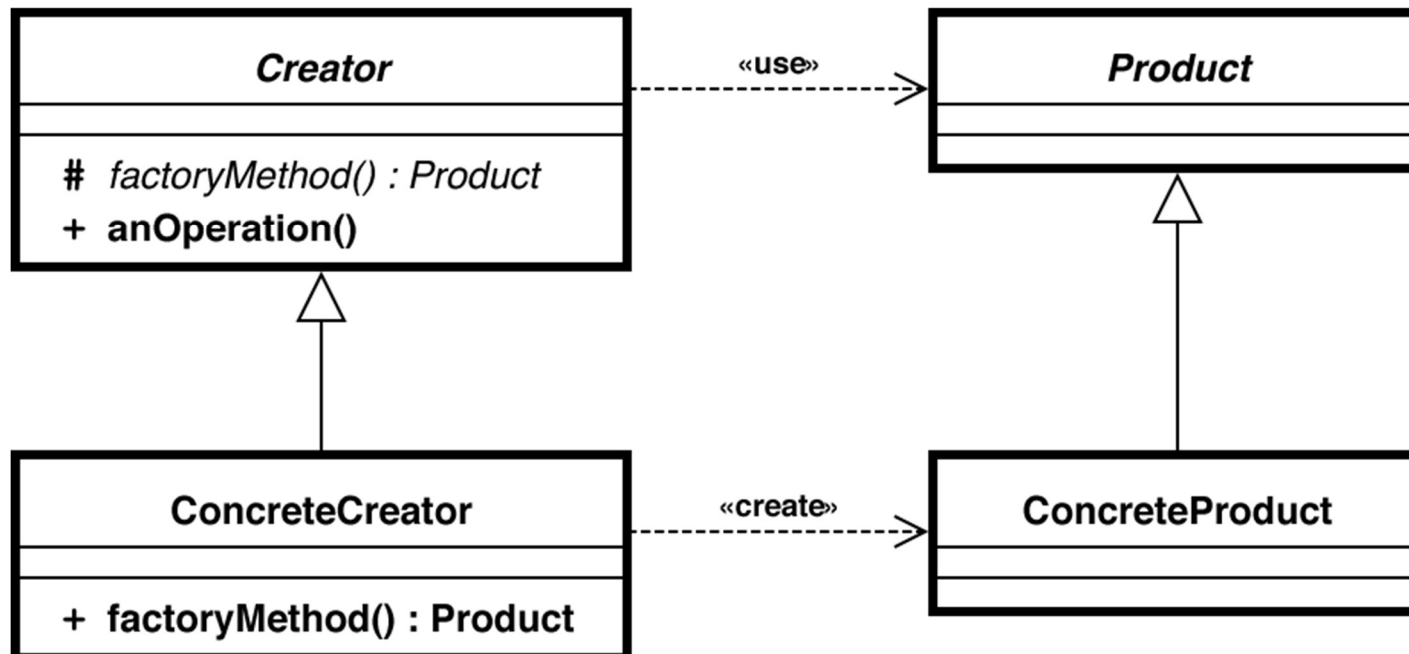 Creator
«use»
Product
# factoryMethod() : Product
+ anOperation()
ConcreteCreator
«create»
ConcreteProduct
+ factoryMethod() : Product